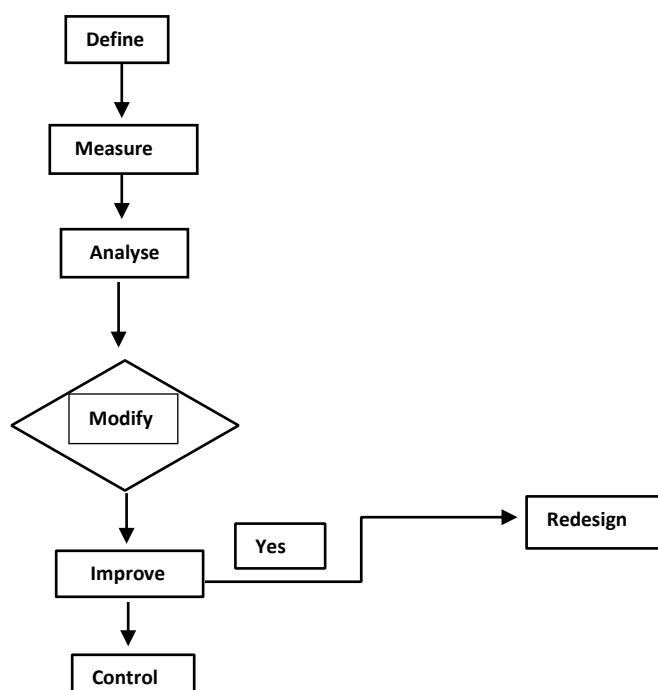 Define
Measure
Analyse
Modify
Yes
Redesign
Improve
Control